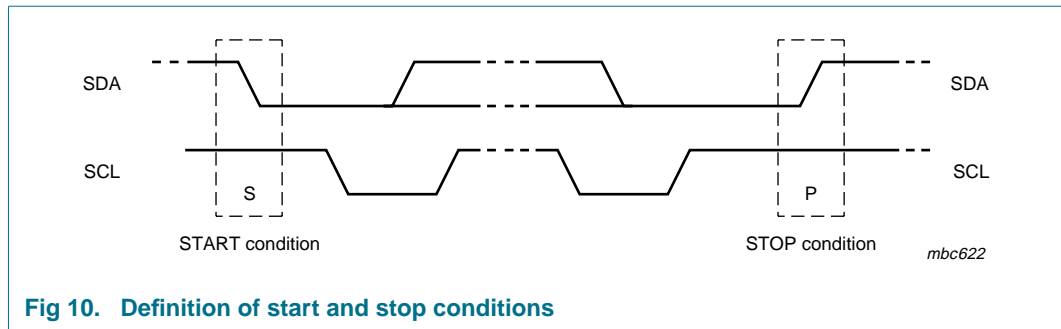 SDA
SDA
SCL
SCL
S
P
START condition
STOP condition
mbc622
Fig 10. Definition of start and stop conditions